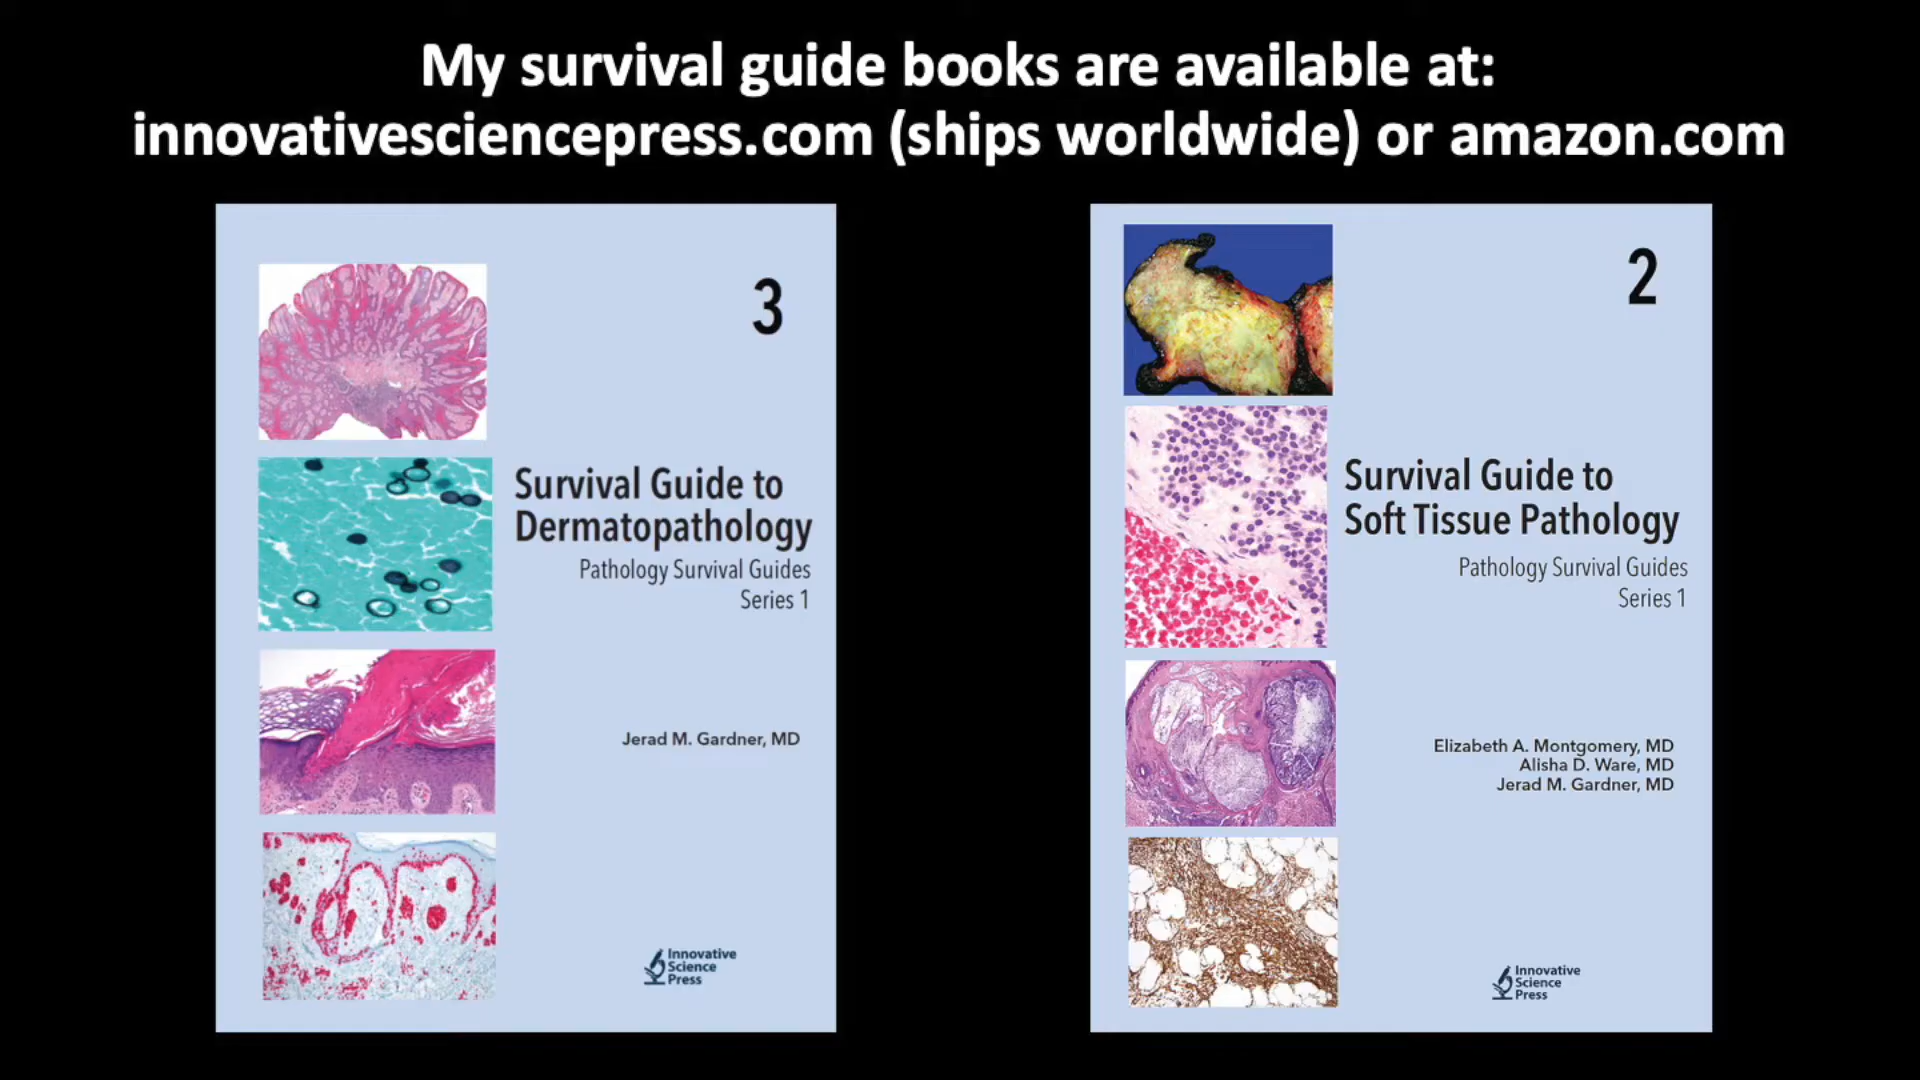 My survival guide books are available at:
innovativesciencepress.com (ships worldwide) or amazon.com
3
Survival Guide to
Dermatopathology
Pathology Survival Guides
Series 1
Jerad M. Gardner, MD
Innovative
Science
Press
2
Survival Guide to
Soft Tissue Pathology
Pathology Survival Guides
Series 1
Elizabeth A. Montgomery, MD
Alisha D. Ware, MD
Jerad M. Gardner, MD
Innovative
Science
Press